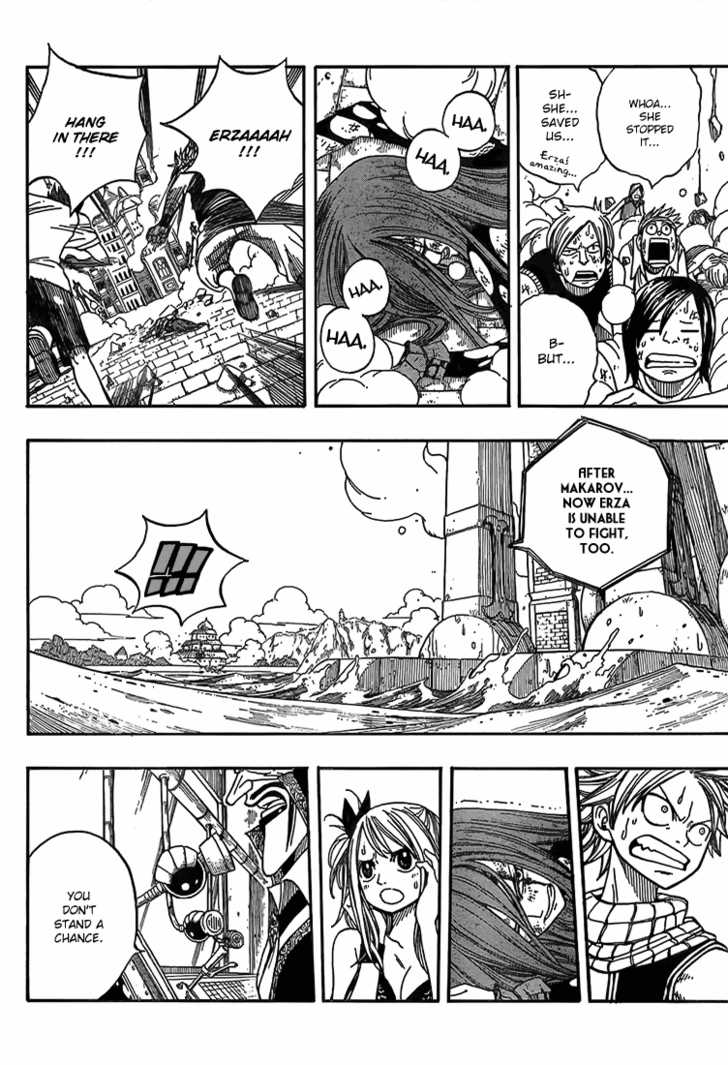 WHOA...
SHE
STOPPED
IT...
SH-
SHE...
SAVED
US...
Erza's
amazing...
B-
BUT...
HAA,
HAA,
HAA,
HAA,
ERZAAAAH
!!!
HANG
IN THERE
!!!
AFTER
MAKAROV...
NOW ERZA
IS UNABLE
TO FIGHT,
TOO.
!!!
YOU
DON'T
STAND A
CHANCE.